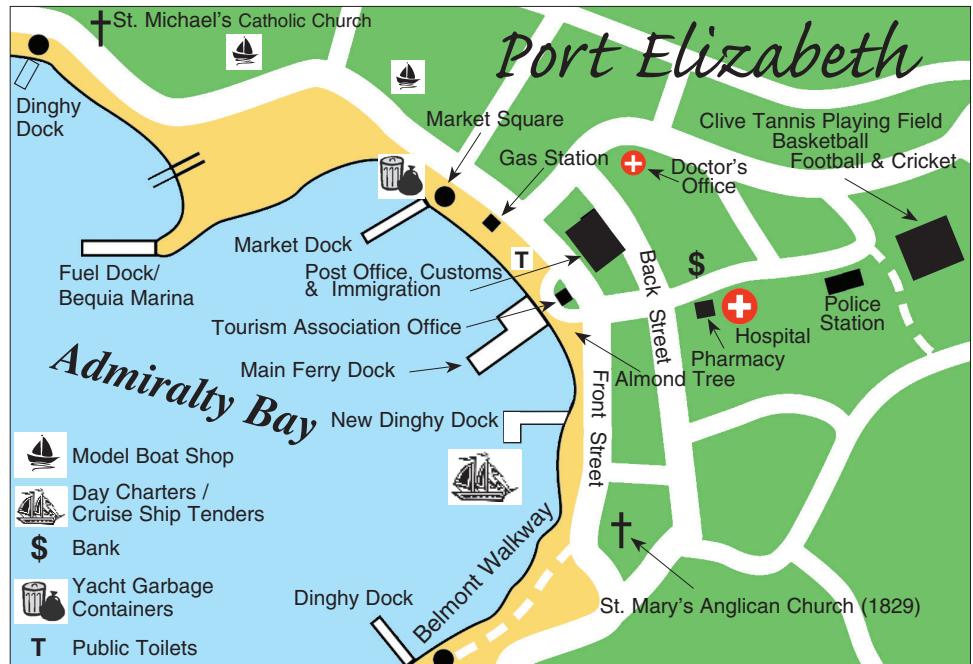 St. Michael's Catholic Church
Port Elizabeth
Dinghy
Dock
Market Square
Gas Station
Clive Tannis Playing Field
Basketball
Football & Cricket
Doctor's
Office
Market Dock
T
Fuel Dock/
Bequia Marina
Post Office, Customs
& Immigration
Back Street
$
Police
Station
Tourism Association Office
Hospital
Pharmacy
Main Ferry Dock
Almond Tree
Admiralty Bay
Front Street
New Dinghy Dock
Model Boat Shop
Day Charters /
Cruise Ship Tenders
$ Bank
Yacht Garbage
Containers
T Public Toilets
Dinghy Dock
Belmont Walkway
St. Mary's Anglican Church (1829)